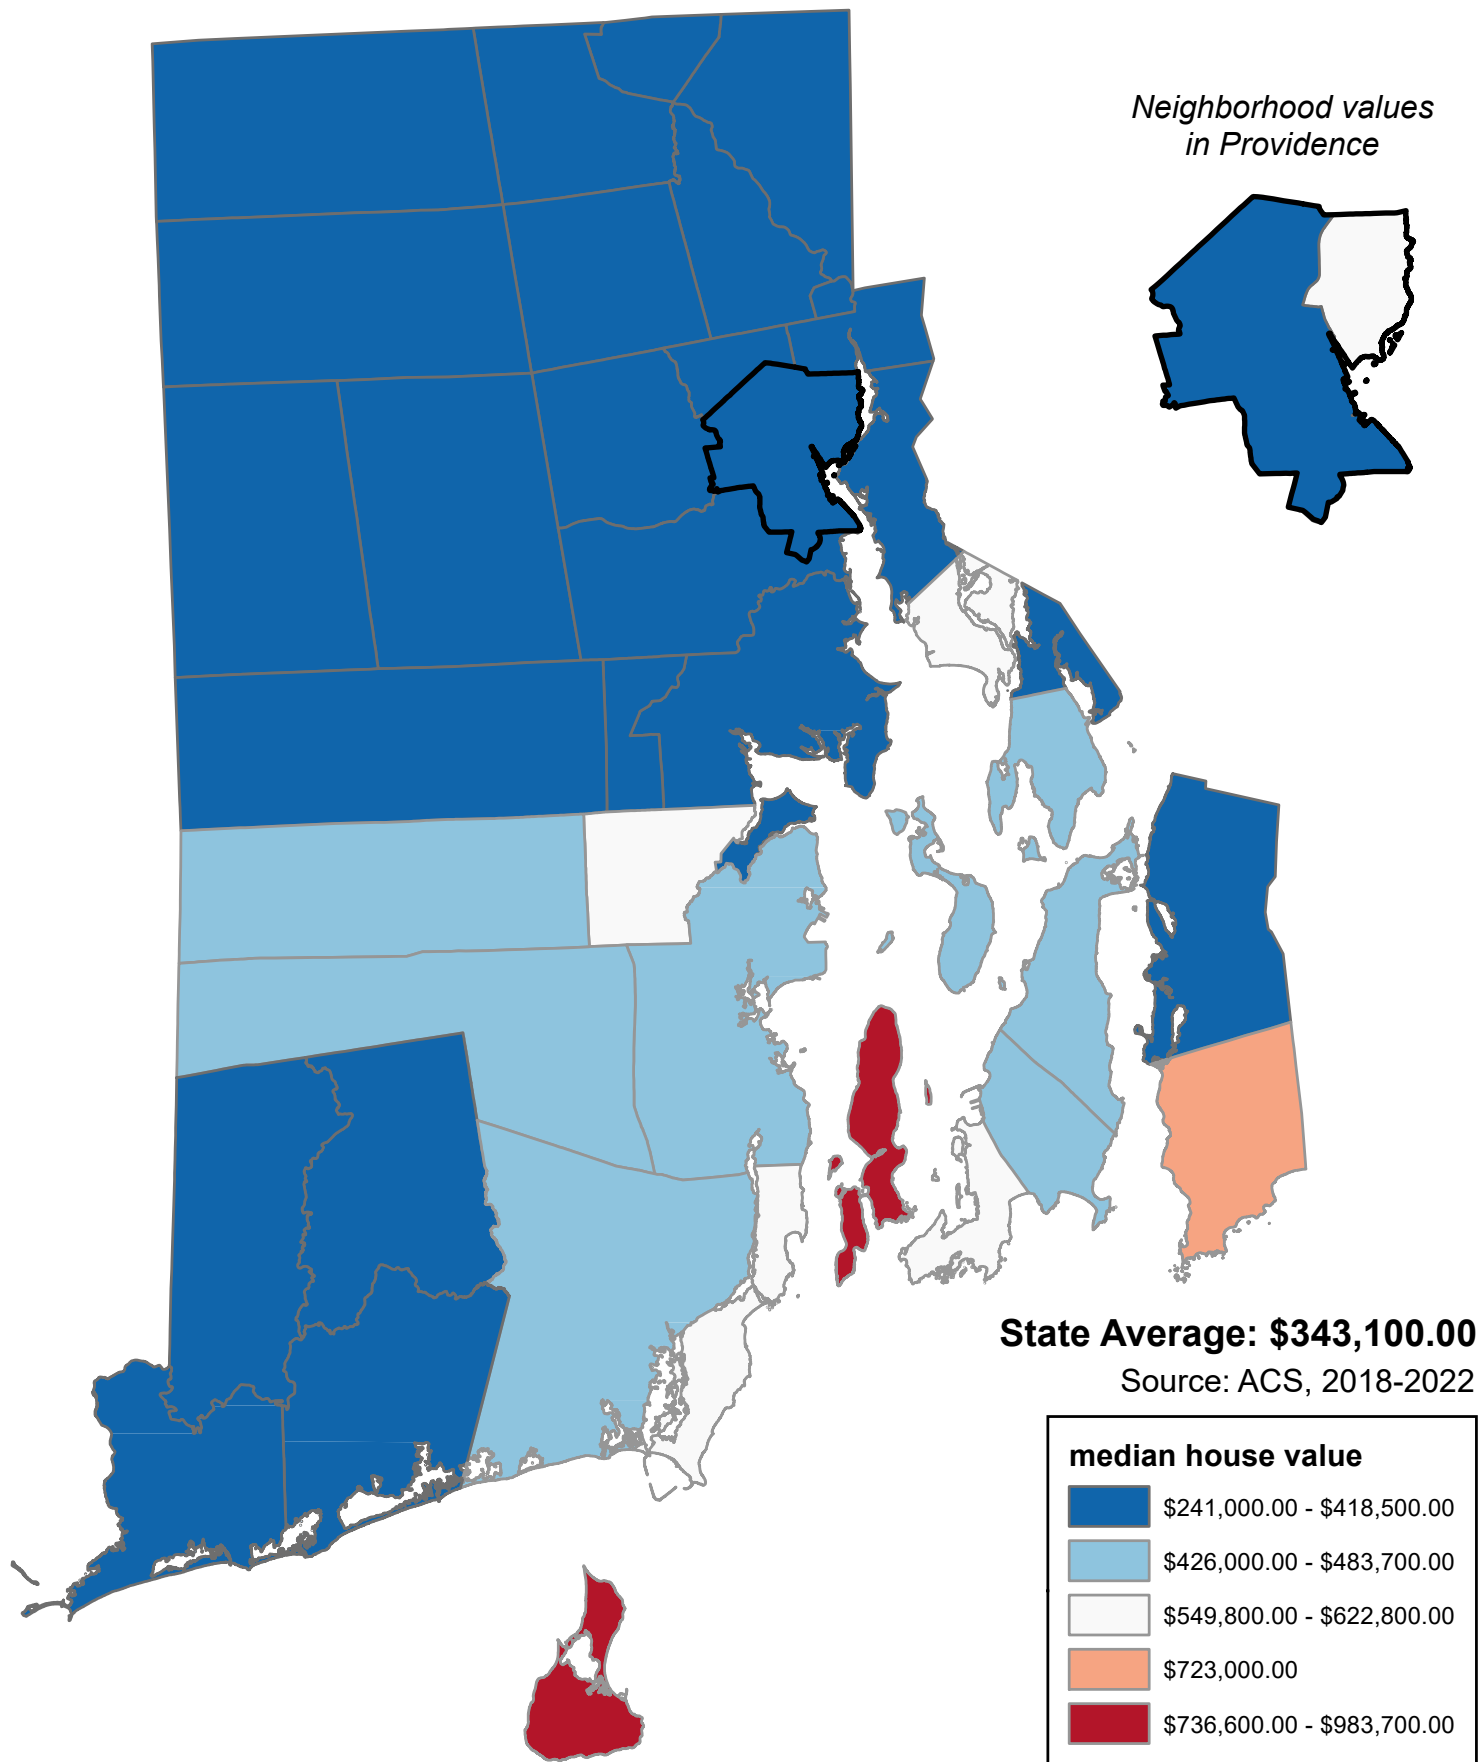 Neighborhood values
in Providence
State Average: $343,100.00
Source: ACS, 2018-2022
median house value
$241,000.00 - $418,500.00
$426,000.00 - $483,700.00
$549,800.00 - $622,800.00
$723,000.00
$736,600.00 - $983,700.00